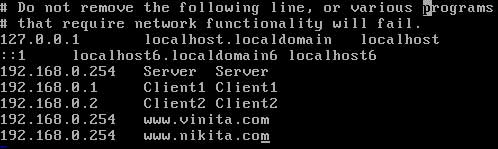 # Do not remove the following line, or various programs
# that require network functionality will fail.
127.0.0.1 localhost.localdomain localhost
::1 localhost6.localdomain6 localhost6
192.168.0.254 Server Server
192.168.0.1 Client1 Client1
192.168.0.2 Client2 Client2
192.168.0.254 www.vinita.com
192.168.0.254 www.nikita.com